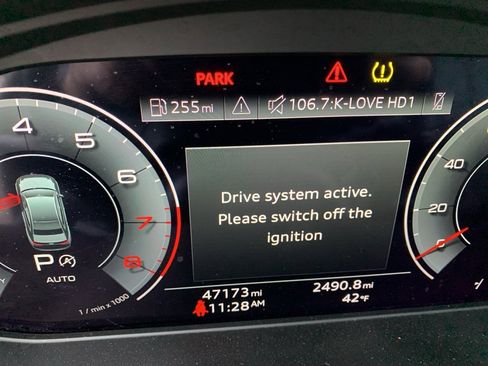 PARK
255mi
106.7:K-LOVE HD1
4
5
6
7
8
P
AUTO
1 / min x 1000
Drive system active.
Please switch off the
ignition
47173mi
11:28AM
2490.8mi
42°F
40
20
0